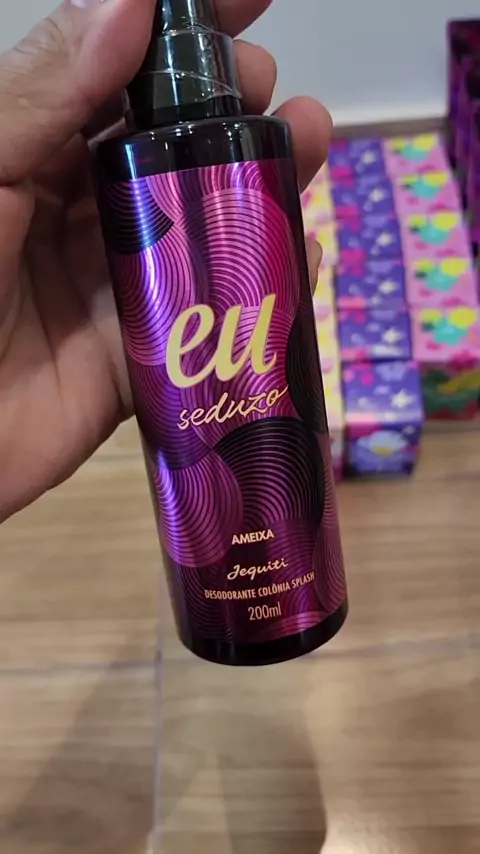 eu
seduzo
AMEIXA
Jequiti
DESODORANTE COLÔNIA SPLASH
200ml